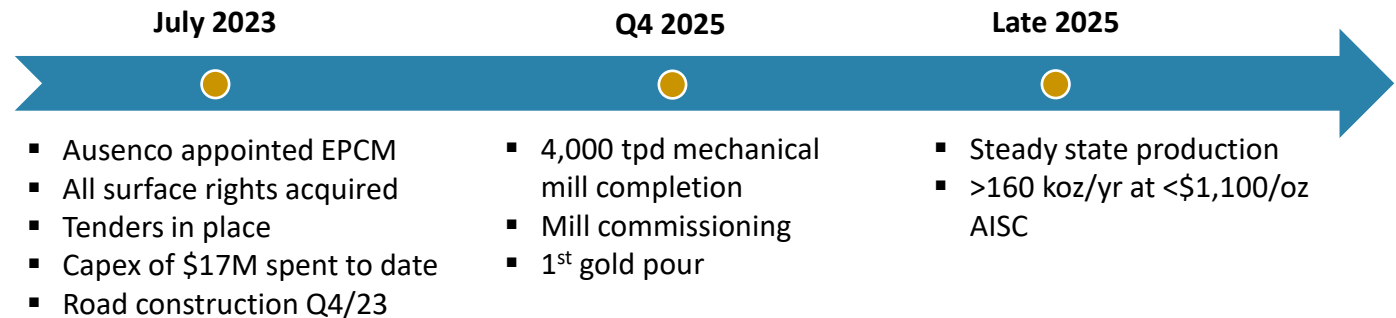 July 2023
Q4 2025
Late 2025
▪ Ausenco appointed EPCM
▪ All surface rights acquired
▪ Tenders in place
▪ Capex of $17M spent to date
▪ Road construction Q4/23
▪ 4,000 tpd mechanical
mill completion
▪ Mill commissioning
▪ 1st gold pour
▪ Steady state production
▪ >160 koz/yr at <$1,100/oz
AISC